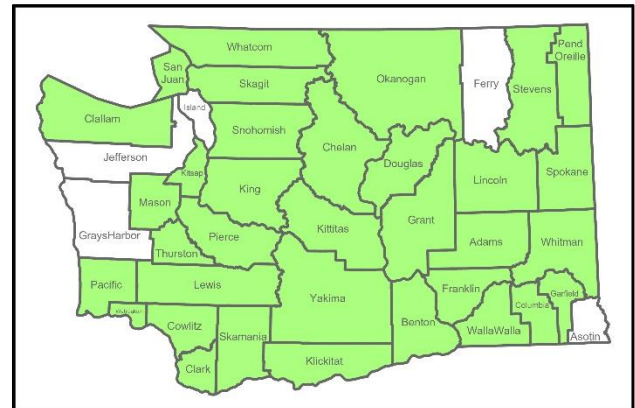 Whatcom
Pend
Oreille
San
Juan
Okanogan
Ferry
Stevens
Skagit
Island
Clallam
Snohomish
Chelan
Jefferson
Douglas
Kitsap
Lincoln
Spokane
King
Mason
Grant
GraysHarbor
Kittitas
Pierce
Adams
Whitman
Thurston
Pacific
Lewis
Franklin
Garfield
Yakima
Columbia
Wahkiakum
Cowlitz
Benton
WallaWalla
Asotin
Skamania
Klickitat
Clark